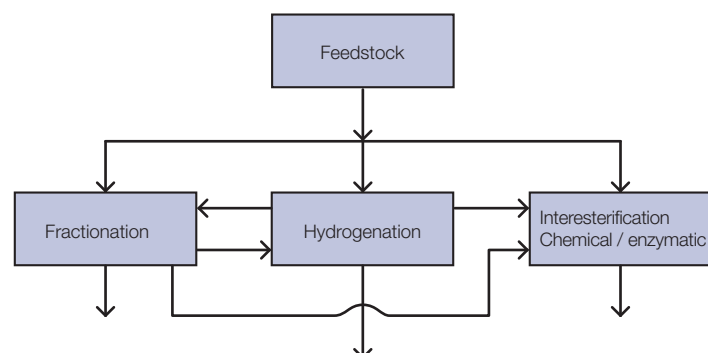 Feedstock
Fractionation
Hydrogenation
Interesterification
Chemical / enzymatic